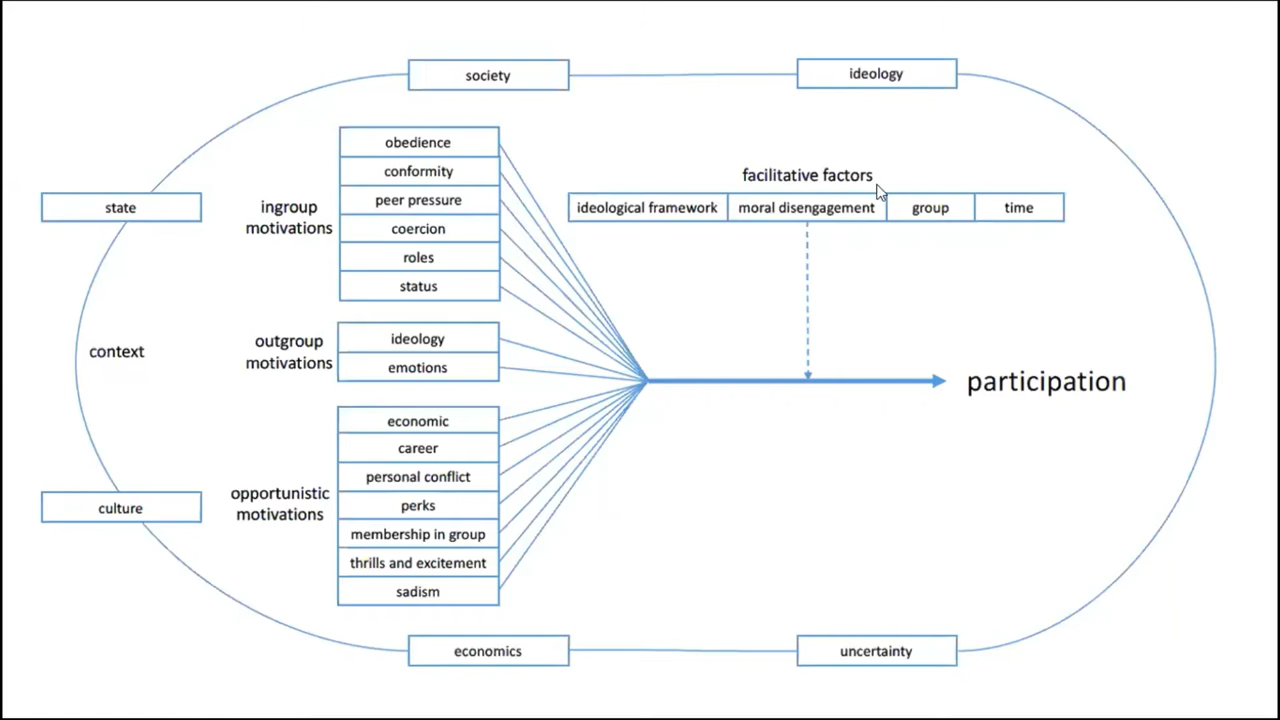 society
ideology
state
ingroup
motivations
obedience
conformity
peer pressure
coercion
roles
status
facilitative factors
ideological framework
moral disengagement
group
time
context
outgroup
motivations
ideology
emotions
participation
culture
opportunistic
motivations
economic
career
personal conflict
perks
membership in group
thrills and excitement
sadism
economics
uncertainty